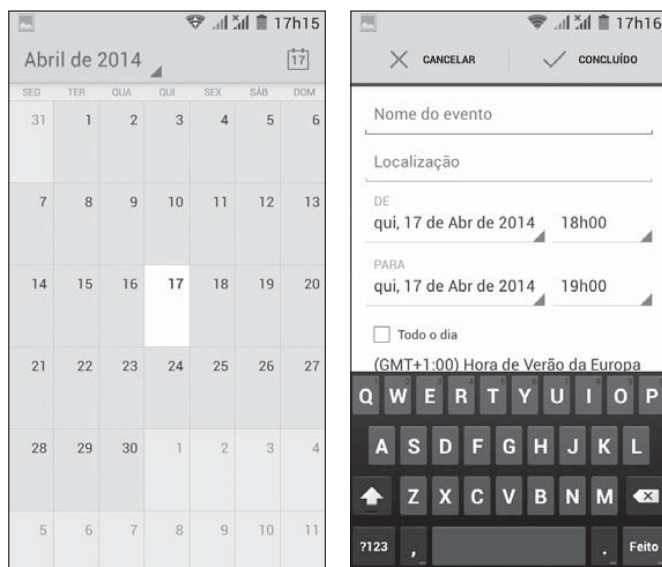 17h15
Abril de 2014
17
SEG TER QUA QUI SEX SÁB DOM
31 1 2 3 4 5 6
7 8 9 10 11 12 13
14 15 16 17 18 19 20
21 22 23 24 25 26 27
28 29 30 1 2 3 4
5 6 7 8 9 10 11
17h16
CANCELAR CONCLUÍDO
Nome do evento
Localização
DE
qui, 17 de Abr de 2014 18h00
PARA
qui, 17 de Abr de 2014 19h00
Todo o dia
(GMT+1:00) Hora de Verão da Europa
Q W E R T Y U I O P
A S D F G H J K L
Z X C V B N M
?123 , . Feito